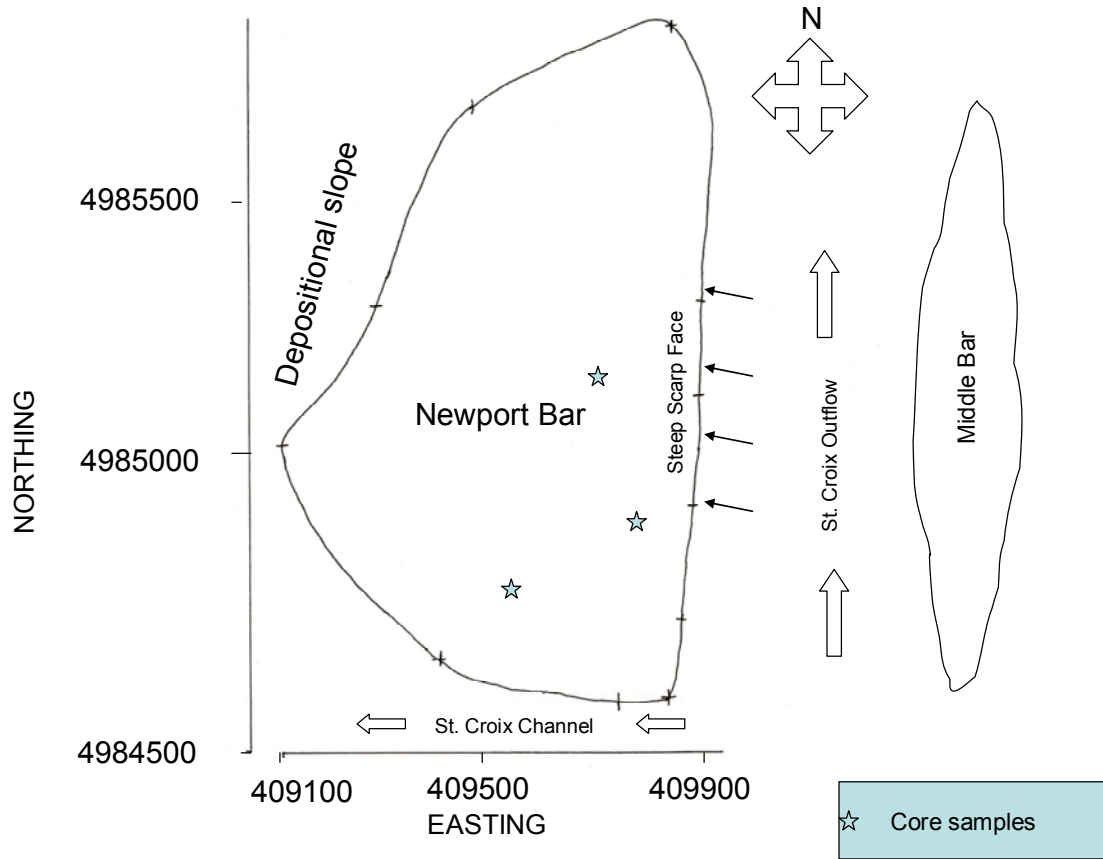 N
4985500
Depositional slope
Steep Scarp Face
Newport Bar
St. Croix Outflow
Middle Bar
NORTHING
4985000
St. Croix Channel
4984500
409100
409500
409900
EASTING
Core samples